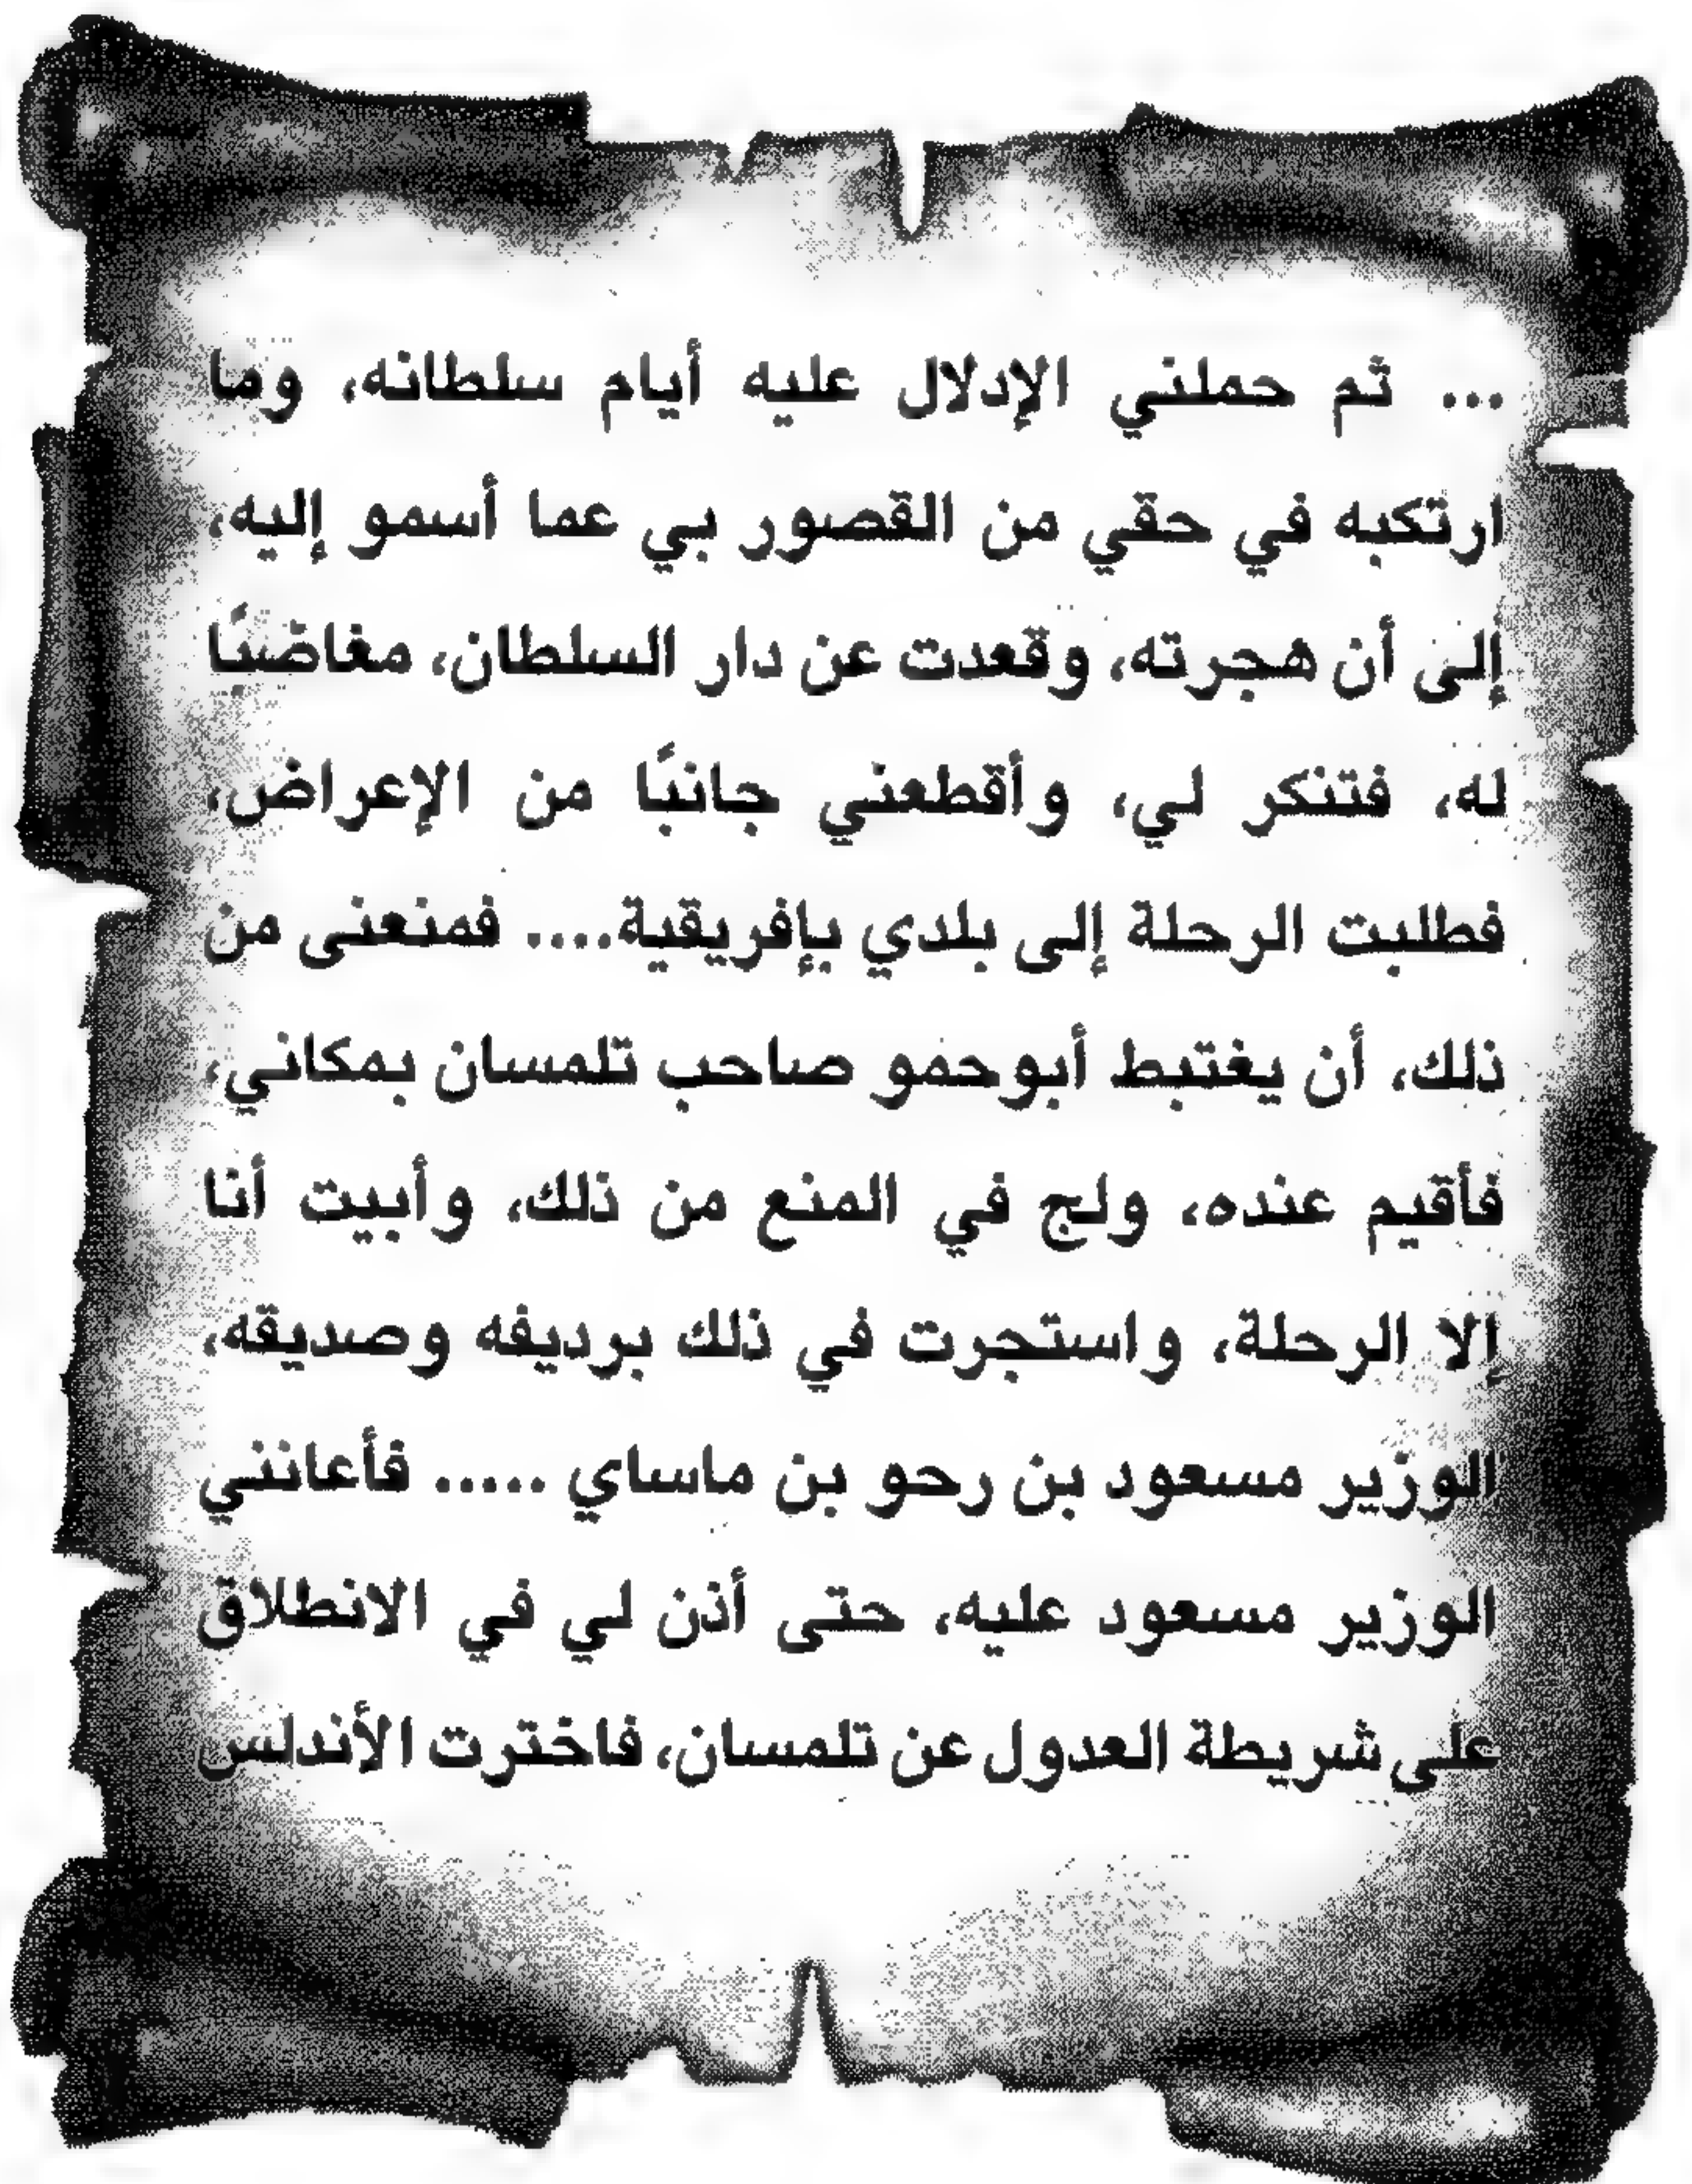 ... ثم حملني الإدلال عليه أيام سلطانه، وما
ارتكبه في حقي من القصور بي عما أسمو إليه،
إلى أن هجرته، وقعدت عن دار السلطان، مغاضبًا
له، فتنكر لي، وأقطعني جانبًا من الإعراض،
فطلبت الرحلة إلى بلدي بإفريقية.... فمنعنى من
ذلك، أن يغتبط أبوحمو صاحب تلمسان بمكاني،
فأقيم عنده، ولج في المنع من ذلك، وأبيت أنا
إلا الرحلة، واستجرت في ذلك برديفه وصديقه،
الوزير مسعود بن رحو بن ماساي ..... فأعانني
الوزير مسعود عليه، حتى أذن لي في الانطلاق
على شريطة العدول عن تلمسان، فاخترت الأندلس